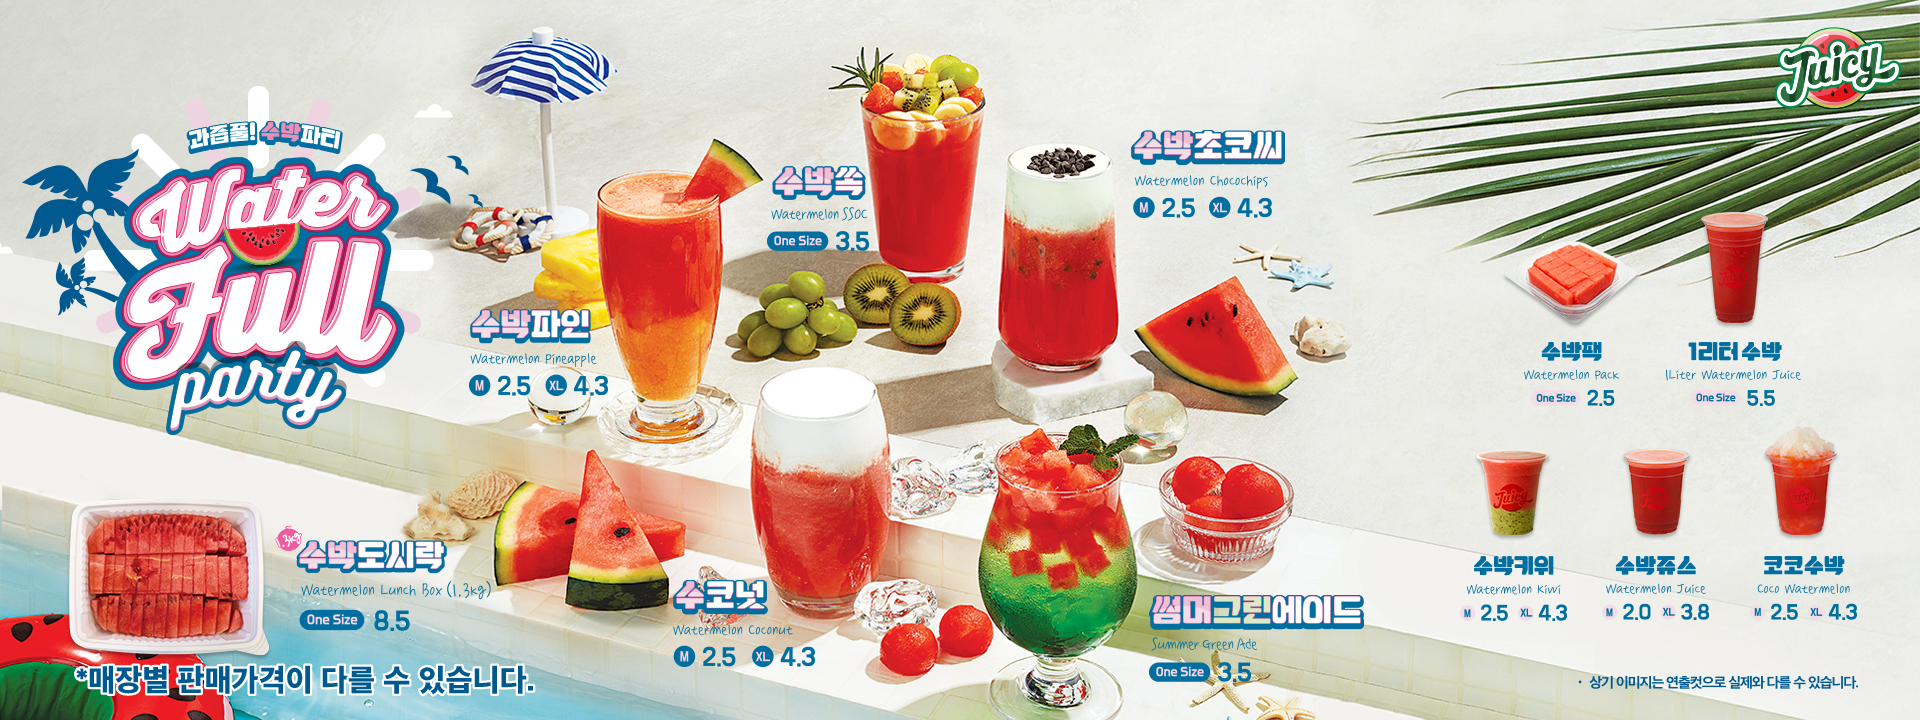 과즙풀! 수박파티
Water
Full
party
수박파인
Watermelon Pineapple
M 2.5 XL 4.3
수박쏙
Watermelon SSOC
One Size 3.5
수박초코씨
Watermelon Chocochips
M 2.5 XL 4.3
Juicy
1.3kg
수박도시락
Watermelon Lunch Box (1.3kg)
One Size 8.5
수코넛
Watermelon Coconut
M 2.5 XL 4.3
썸머그린에이드
Summer Green Ade
One Size 3.5
수박팩
Watermelon Pack
One Size 2.5
1리터 수박
1Liter Watermelon Juice
One Size 5.5
Juicy
수박키위
Watermelon Kiwi
M 2.5 XL 4.3
수박쥬스
Watermelon Juice
M 2.0 XL 3.8
코코수박
Coco Watermelon
M 2.5 XL 4.3
*매장별 판매가격이 다를 수 있습니다.
· 상기 이미지는 연출컷으로 실제와 다를 수 있습니다.